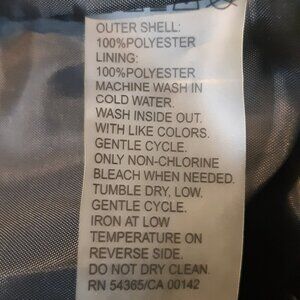 OUTER SHELL:
100%POLYESTER
LINING:
100%POLYESTER
MACHINE WASH IN
COLD WATER.
WASH INSIDE OUT.
WITH LIKE COLORS.
GENTLE CYCLE.
ONLY NON-CHLORINE
BLEACH WHEN NEEDED.
TUMBLE DRY, LOW.
GENTLE CYCLE.
IRON AT LOW
TEMPERATURE ON
REVERSE SIDE.
DO NOT DRY CLEAN.
RN 54365/CA 00142